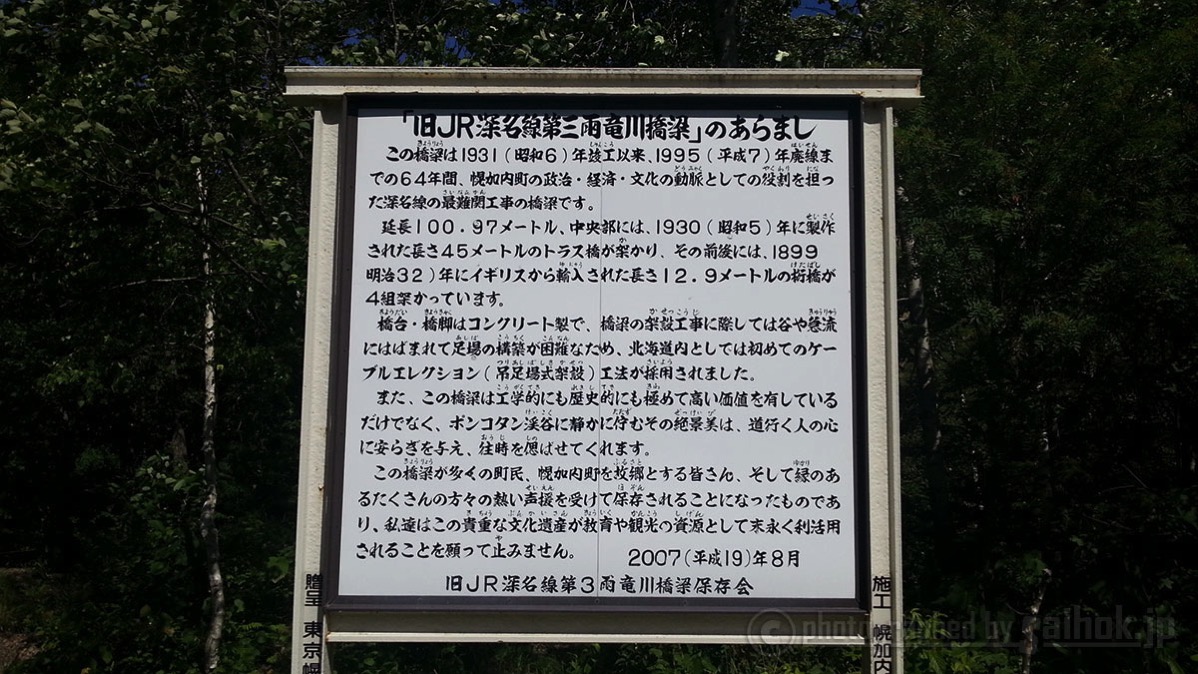 「旧JR深名線第三雨竜川橋梁」のあらまし
この橋梁は1931(昭和6)年竣工以来、1995(平成7)年廃線ま
での64年間、幌加内町の政治・経済・文化の動脈としての役割を担っ
た深名線の最難関工事の橋梁です。
延長100.97メートル、中央部には、1930(昭和5)年に製作
された長さ45メートルのトラス橋が架かり、その前後には、1899
明治32)年にイギリスから輸入された長さ12.9メートルの桁橋が
4組架かっています。
橋台・橋脚はコンクリート製で、橋梁の架設工事に際しては谷や急流
にはばまれて足場の構築が困難なため、北海道内としては初めてのケー
ブルエレクション(吊足場式架設)工法が採用されました。
また、この橋梁は工学的にも歴史的にも極めて高い価値を有している
だけでなく、ポンコタン渓谷に静かに佇むその絶景美は、道行く人の心
に安らぎを与え、往時を偲ばせてくれます。
この橋梁が多くの町民、幌加内町を故郷とする皆さん、そして縁のあ
るたくさんの方々の熱い声援を受けて保存されることになったものであ
り、私達はこの貴重な文化遺産が教育や観光の資源として末永く利活用
されることを願って止みません。
2007(平成19)年8月
旧JR深名線第3雨竜川橋梁保存会
贈呈 東京幌
施工 幌加内
© photographed by caihok.jp